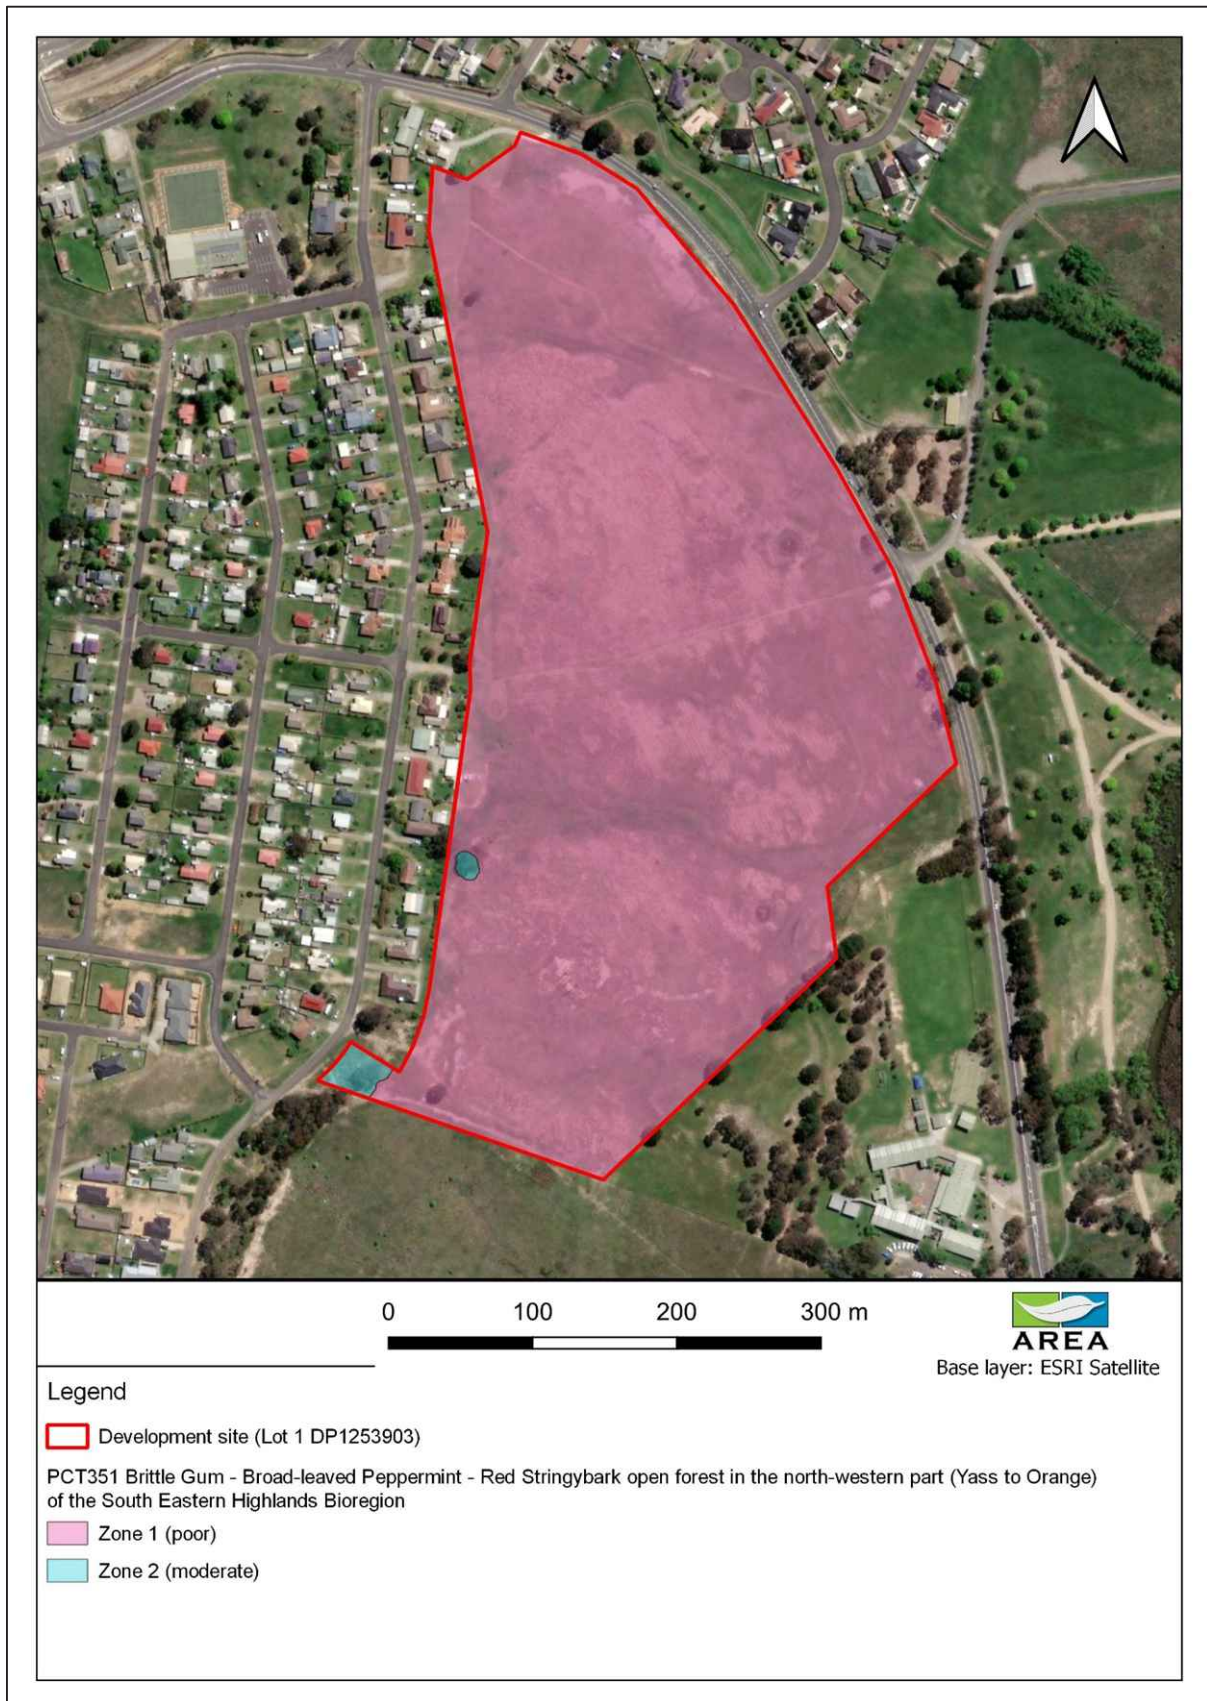 0 100 200 300 m
AREA
Base layer: ESRI Satellite
Legend
Development site (Lot 1 DP1253903)
PCT351 Brittle Gum - Broad-leaved Peppermint - Red Stringybark open forest in the north-western part (Yass to Orange)
of the South Eastern Highlands Bioregion
Zone 1 (poor)
Zone 2 (moderate)